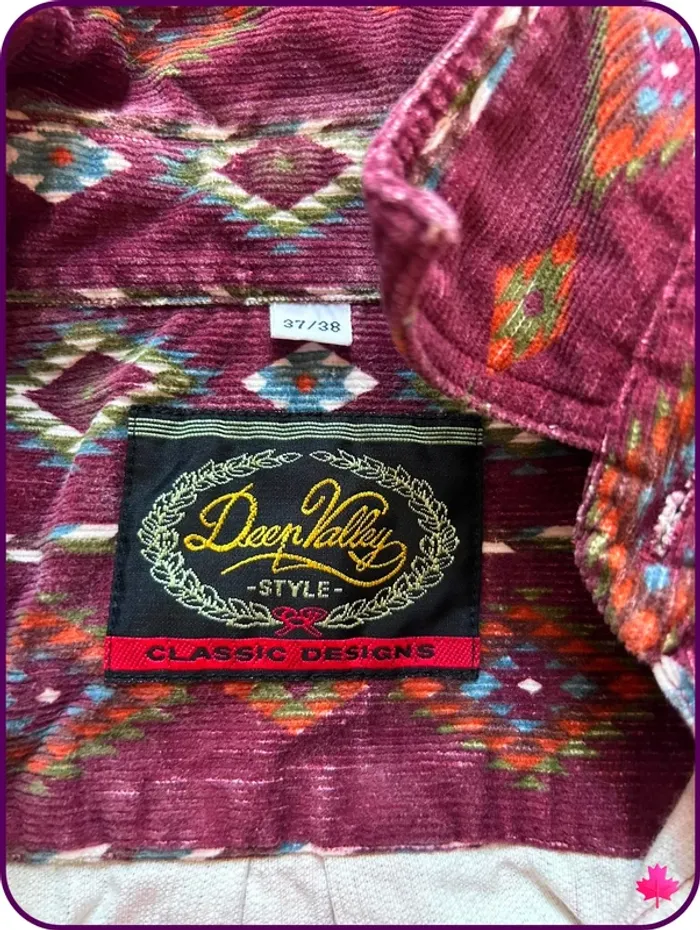 37/38
Deep Valley
-STYLE-
CLASSIC DESIGNS